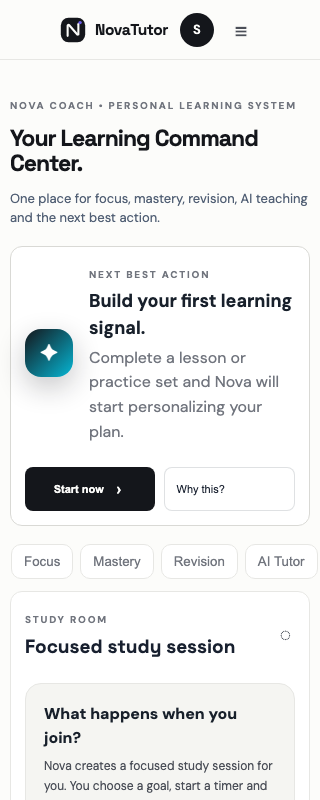 NovaTutor
S
NOVA COACH • PERSONAL LEARNING SYSTEM
Your Learning Command
Center.
One place for focus, mastery, revision, AI teaching
and the next best action.
NEXT BEST ACTION
Build your first learning
signal.
Complete a lesson or
practice set and Nova will
start personalizing your
plan.
Start now ›
Why this?
Focus
Mastery
Revision
AI Tutor
STUDY ROOM
Focused study session
What happens when you
join?
Nova creates a focused study session for
you. You choose a goal, start a timer and